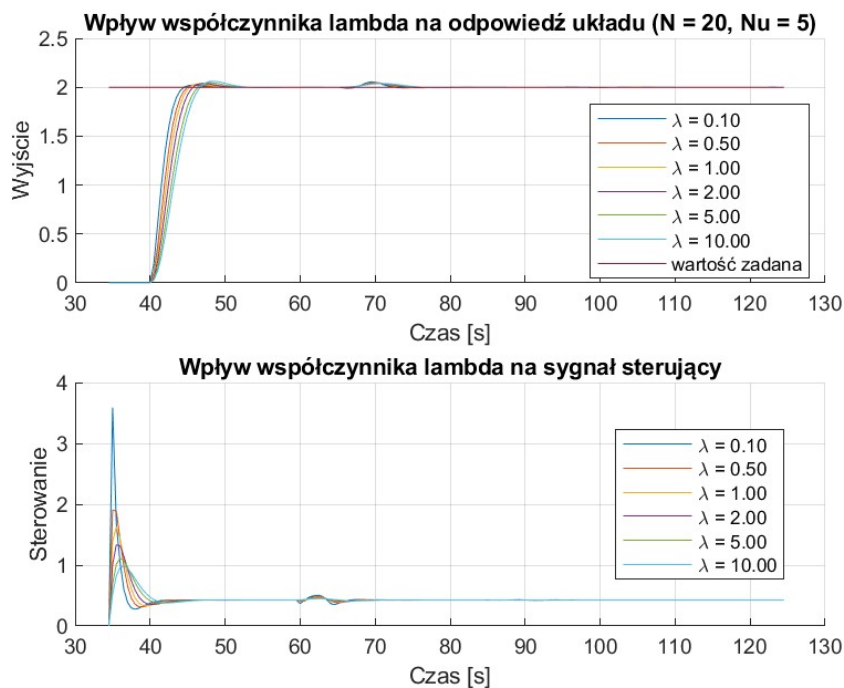 Wpływ współczynnika lambda na odpowiedź układu (N = 20, Nu = 5)
2.5
2
1.5
1
0.5
0
Wyjście
λ = 0.10
λ = 0.50
λ = 1.00
λ = 2.00
λ = 5.00
λ = 10.00
wartość zadana
30 40 50 60 70 80 90 100 110 120 130
Czas [s]
Wpływ współczynnika lambda na sygnał sterujący
4
3
2
1
0
Sterowanie
λ = 0.10
λ = 0.50
λ = 1.00
λ = 2.00
λ = 5.00
λ = 10.00
30 40 50 60 70 80 90 100 110 120 130
Czas [s]